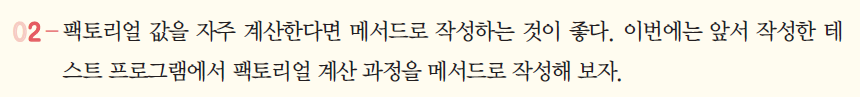 02 - 팩토리얼 값을 자주 계산한다면 메서드로 작성하는 것이 좋다. 이번에는 앞서 작성한 테
스트 프로그램에서 팩토리얼 계산 과정을 메서드로 작성해 보자.